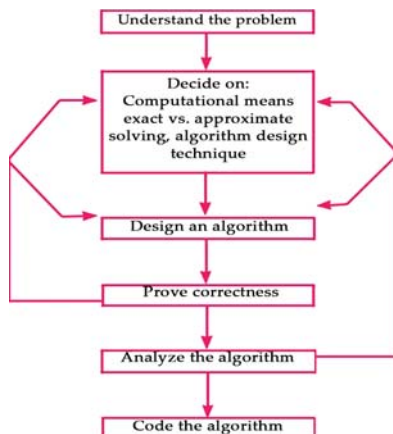 Understand the problem
Decide on:
Computational means
exact vs. approximate
solving, algorithm design
technique
Design an algorithm
Prove correctness
Analyze the algorithm
Code the algorithm